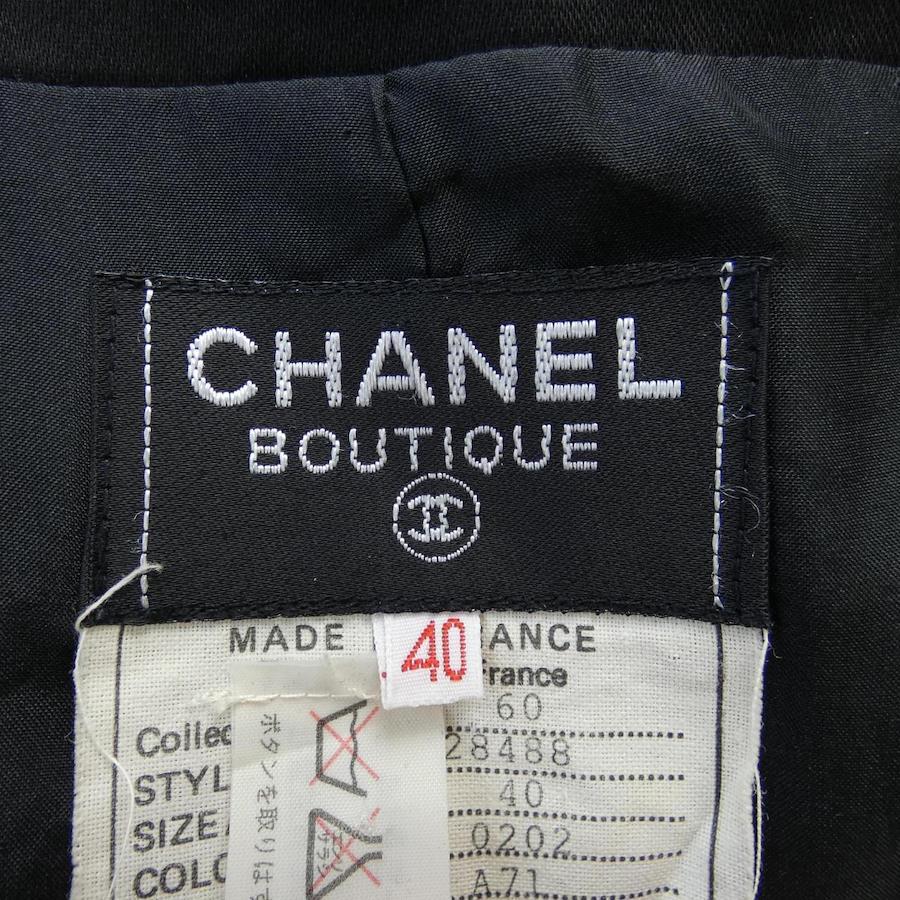 CHANEL
BOUTIQUE
MADE 40 ANCE
rance
60
Collec 28488
STYL 40
SIZE 0202
COLO A71
ボタンを取りはず